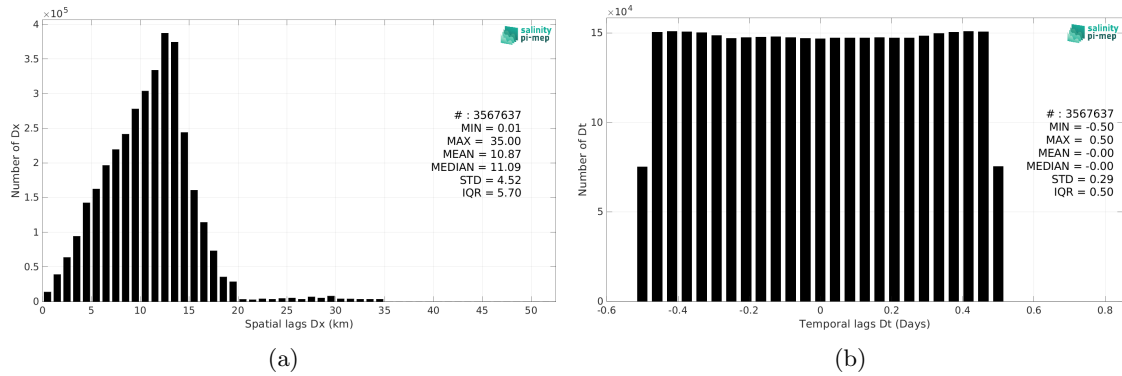 ×10⁵
4
3.5
3
2.5
2
1.5
1
0.5
0
Number of Dx
salinity
pi-mep
# : 3567637
MIN = 0.01
MAX = 35.00
MEAN = 10.87
MEDIAN = 11.09
STD = 4.52
IQR = 5.70
0 5 10 15 20 25 30 35 40 45 50
Spatial lags Dx (km)
(a)
×10⁴
15
10
5
0
Number of Dt
salinity
pi-mep
# : 3567637
MIN = -0.50
MAX = 0.50
MEAN = -0.00
MEDIAN = -0.00
STD = 0.29
IQR = 0.50
-0.6 -0.4 -0.2 0 0.2 0.4 0.6 0.8
Temporal lags Dt (Days)
(b)